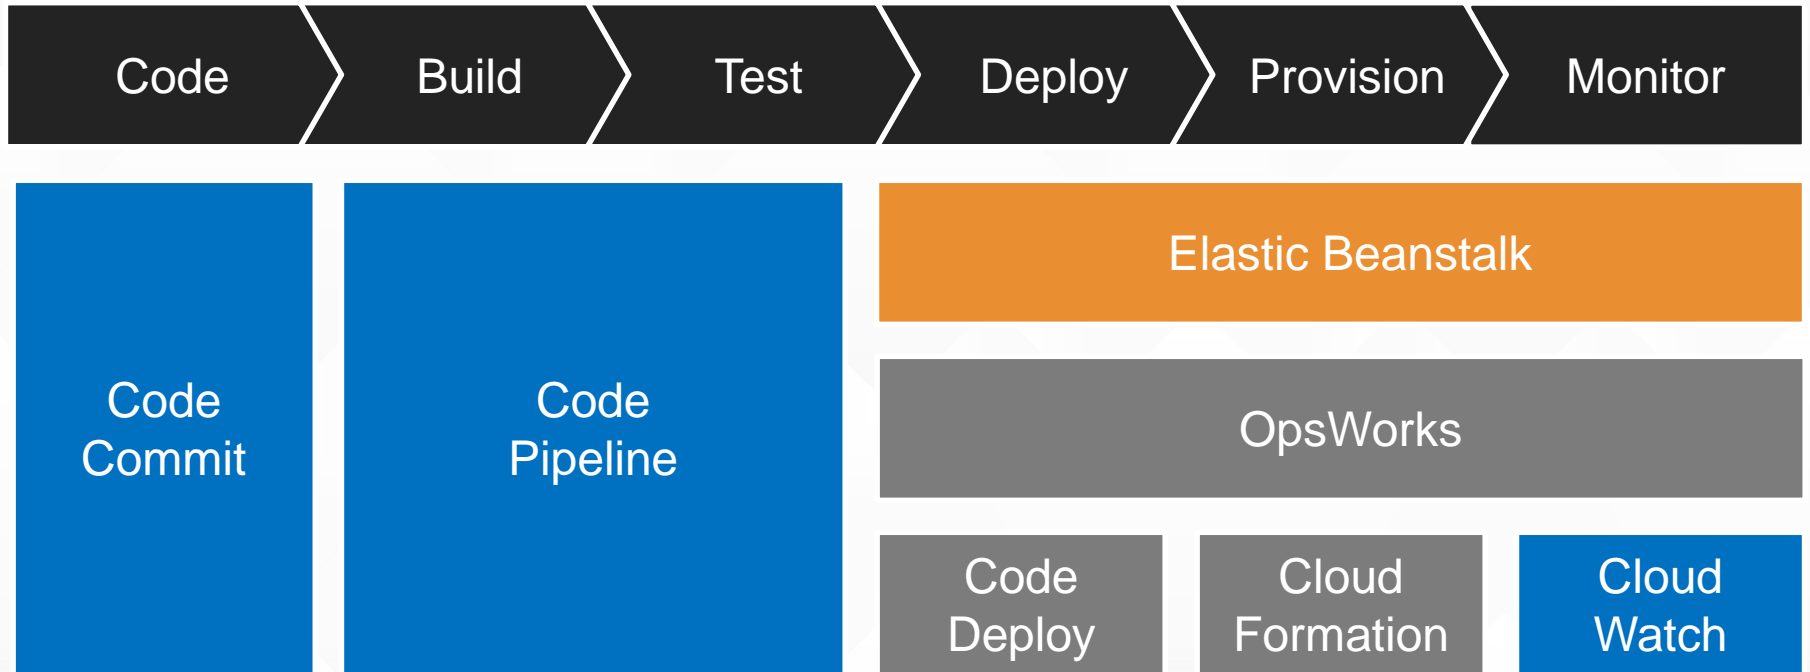 Code Build Test Deploy Provision Monitor
Elastic Beanstalk
Code
Commit
Code
Pipeline
OpsWorks
Code
Deploy
Cloud
Formation
Cloud
Watch